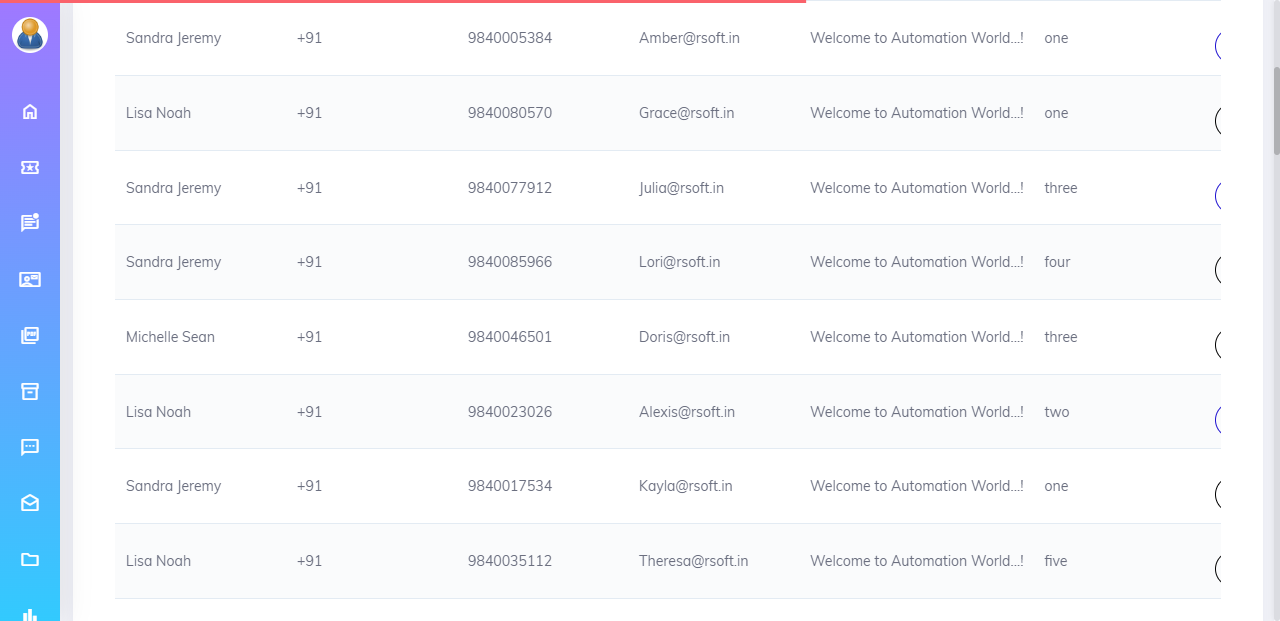 Sandra Jeremy +91 9840005384 Amber@rsoft.in Welcome to Automation World...! one
Lisa Noah +91 9840080570 Grace@rsoft.in Welcome to Automation World...! one
Sandra Jeremy +91 9840077912 Julia@rsoft.in Welcome to Automation World...! three
Sandra Jeremy +91 9840085966 Lori@rsoft.in Welcome to Automation World...! four
Michelle Sean +91 9840046501 Doris@rsoft.in Welcome to Automation World...! three
Lisa Noah +91 9840023026 Alexis@rsoft.in Welcome to Automation World...! two
Sandra Jeremy +91 9840017534 Kayla@rsoft.in Welcome to Automation World...! one
Lisa Noah +91 9840035112 Theresa@rsoft.in Welcome to Automation World...! five